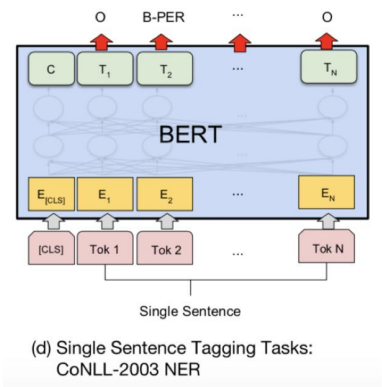 O B-PER ... O
C T1 T2 ... TN
BERT
E[CLS] E1 E2 ... EN
[CLS] Tok 1 Tok 2 ... Tok N
Single Sentence
(d) Single Sentence Tagging Tasks:
CoNLL-2003 NER